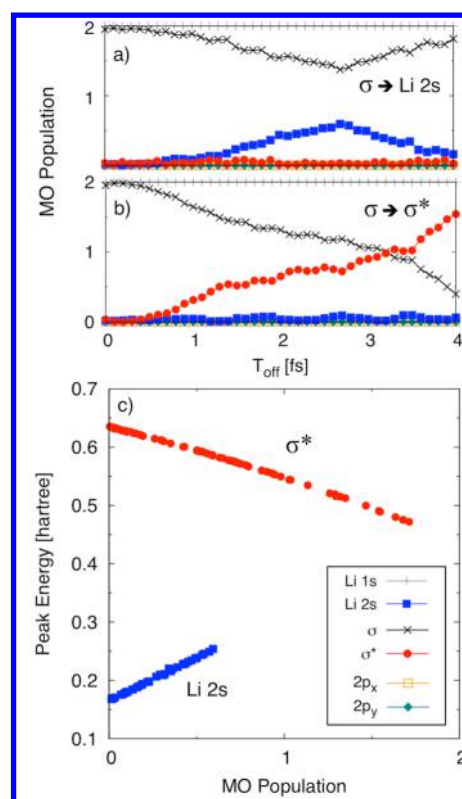 2
a)
σ → Li 2s
1
MO Population
0
2
b)
σ → σ*
1
0
0 1 2 3 4
T_off [fs]
0.7
c)
σ*
0.6
0.5
Peak Energy [hartree]
0.4
Li 1s
Li 2s
0.3
σ
σ*
0.2
Li 2s
2p_x
0.1
2p_y
0
0 1 2
MO Population